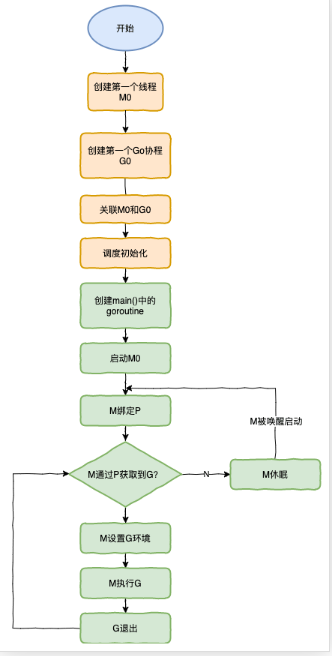 开始
创建第一个线程
M0
创建第一个Go协程
G0
关联M0和G0
调度初始化
创建main()中的
goroutine
启动M0
M绑定P
M被唤醒启动
M通过P获取到G?
N
M休眠
M设置G环境
M执行G
G退出